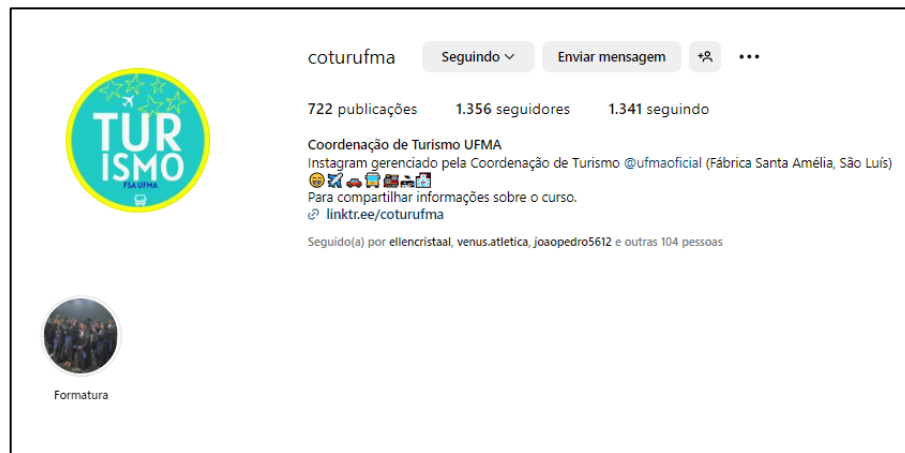 coturufma Seguindo Enviar mensagem
722 publicações 1.356 seguidores 1.341 seguindo
TUR
ISMO
FSA UFMA
Coordenação de Turismo UFMA
Instagram gerenciado pela Coordenação de Turismo @ufmaoficial (Fábrica Santa Amélia, São Luís)
😁✈️🚗🚍🚂🏍️🏥
Para compartilhar informações sobre o curso.
linktr.ee/coturufma
Seguido(a) por ellencristaal, venus.atletica, joaopedro5612 e outras 104 pessoas
Formatura